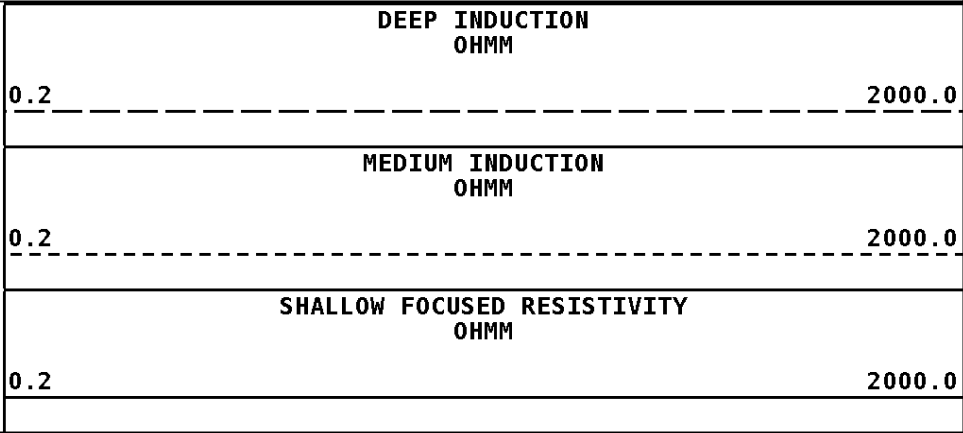 DEEP INDUCTION
OHMM
0.2 2000.0
MEDIUM INDUCTION
OHMM
0.2 2000.0
SHALLOW FOCUSED RESISTIVITY
OHMM
0.2 2000.0